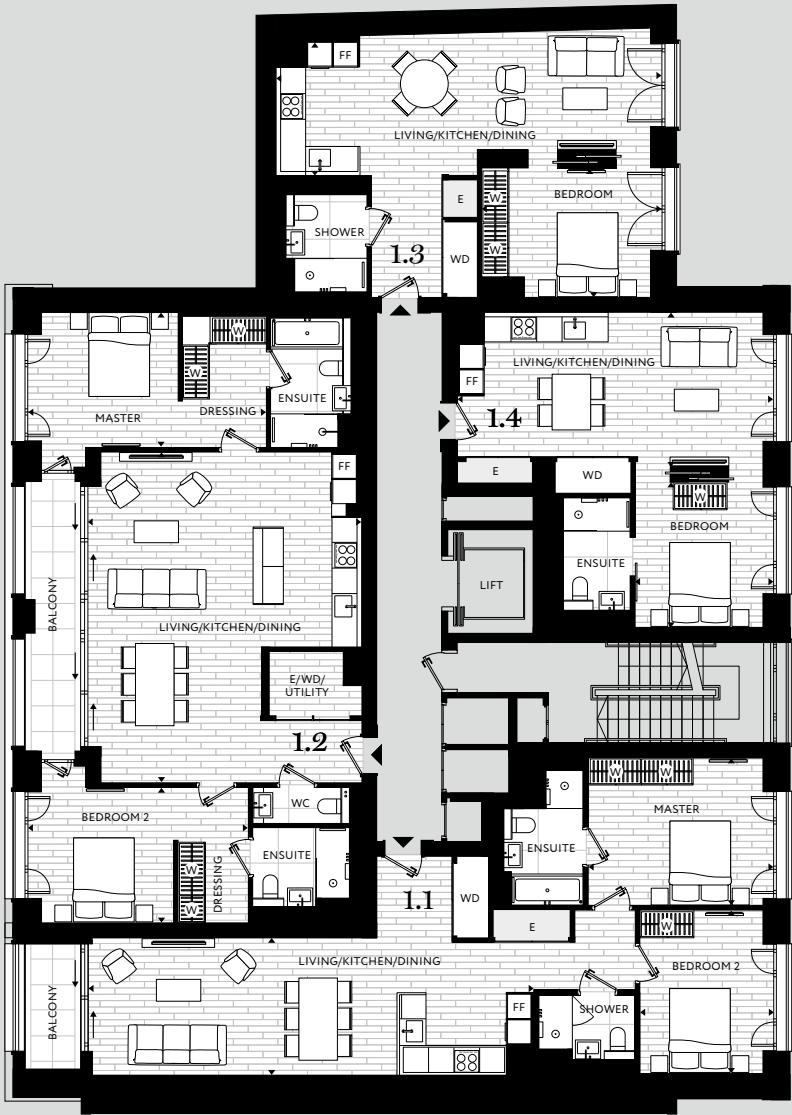 FF
LIVING/KITCHEN/DINING
W
BEDROOM
E
SHOWER
1.3
W
WD
W
W
LIVING/KITCHEN/DINING
FF
ENSUITE
MASTER
DRESSING
1.4
FF
E
WD
W
BEDROOM
ENSUITE
LIFT
BALCONY
LIVING/KITCHEN/DINING
E/WD/
UTILITY
1.2
W
W
WC
MASTER
BEDROOM 2
ENSUITE
ENSUITE
W
DRESSING
W
1.1
WD
E
W
LIVING/KITCHEN/DINING
BEDROOM 2
BALCONY
FF
SHOWER